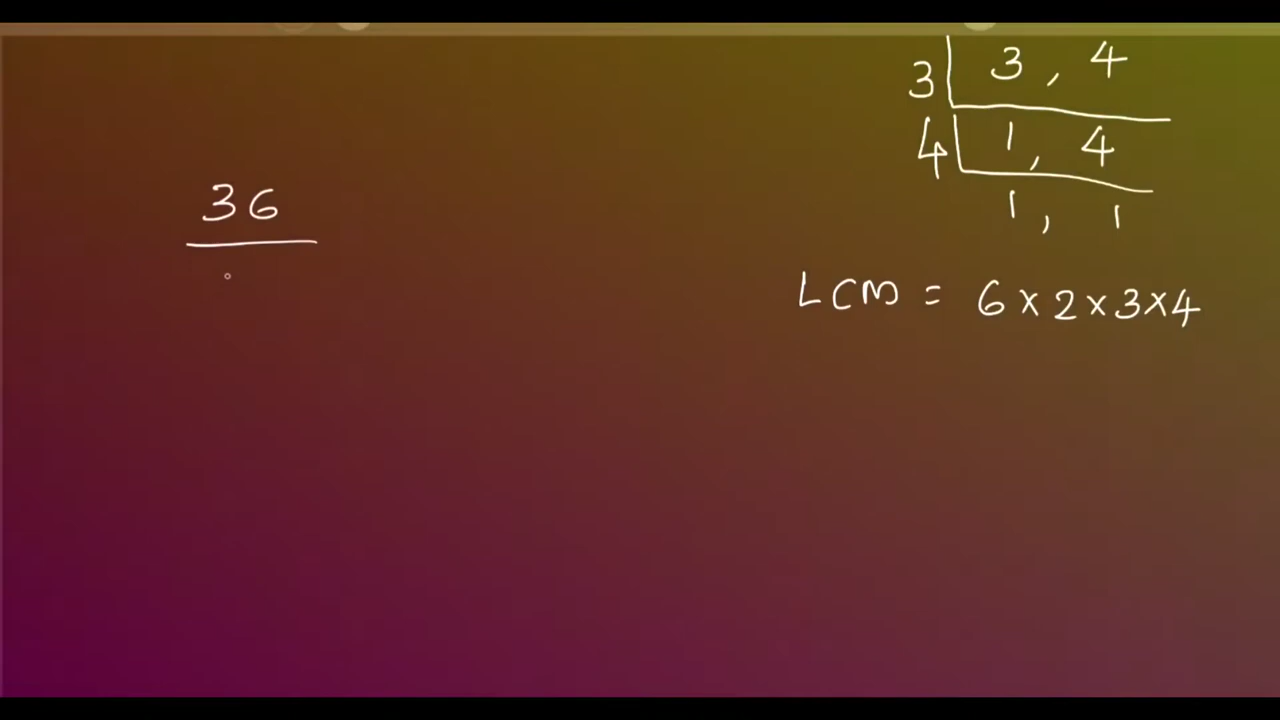 3 | 3 , 4
4 | 1 , 4
1 , 1
36
LCM = 6 x 2 x 3 x 4